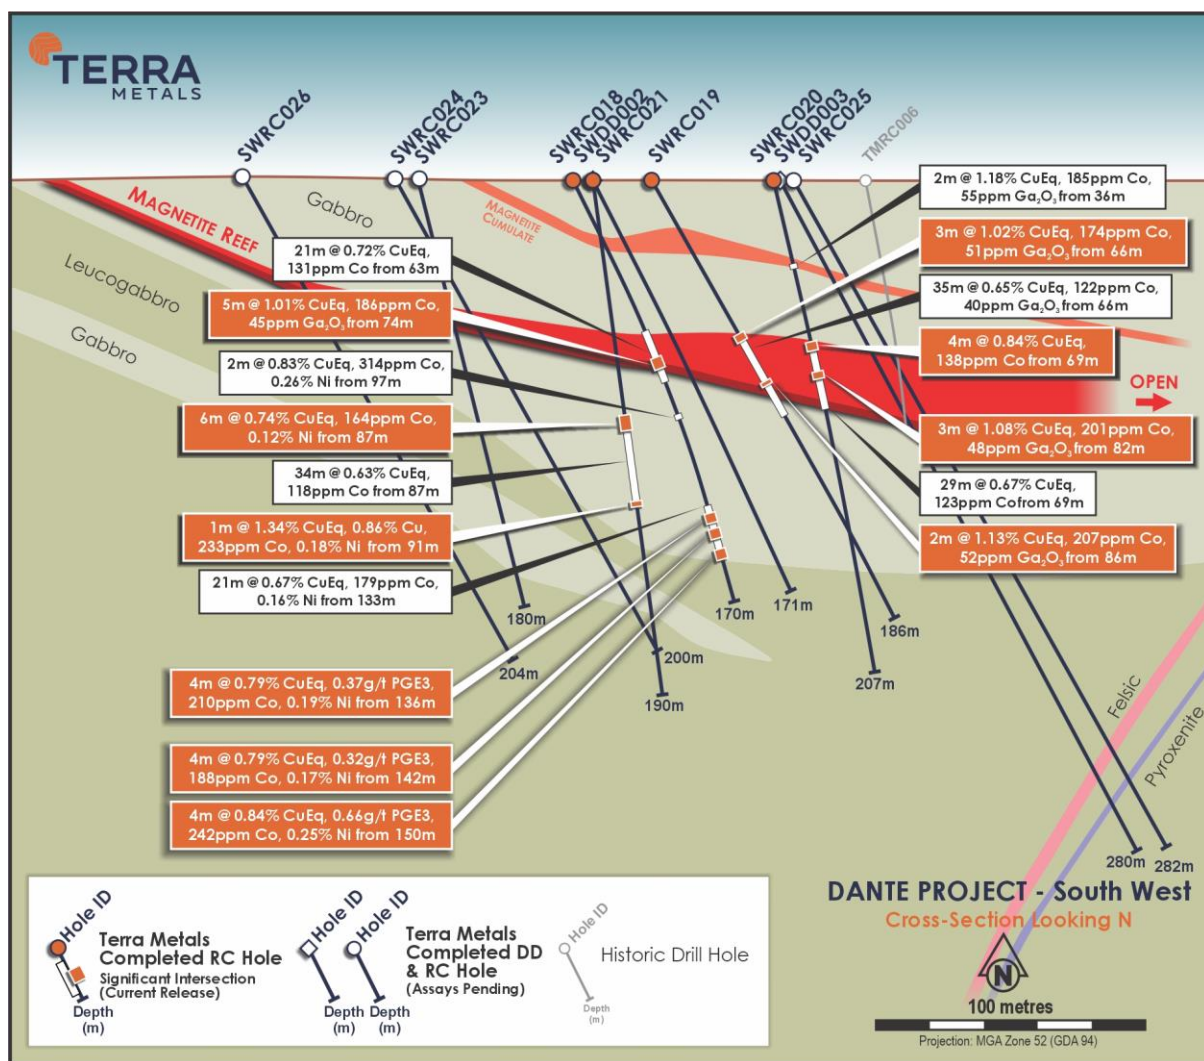 TERRA
METALS
SWRC026
SWRC024
SWRC023
SWRC018
SWDD002
SWRC021
SWRC019
SWRC020
SWDD003
SWRC025
TMRC006
Gabbro
MAGNETITE REEF
MAGNETITE
CUMULATE
Leucogabbro
Gabbro
21m @ 0.72% CuEq,
131ppm Co from 63m
5m @ 1.01% CuEq, 186ppm Co,
45ppm Ga₂O₃ from 74m
2m @ 0.83% CuEq, 314ppm Co,
0.26% Ni from 97m
6m @ 0.74% CuEq, 164ppm Co,
0.12% Ni from 87m
34m @ 0.63% CuEq,
118ppm Co from 87m
1m @ 1.34% CuEq, 0.86% Cu,
233ppm Co, 0.18% Ni from 91m
21m @ 0.67% CuEq, 179ppm Co,
0.16% Ni from 133m
4m @ 0.79% CuEq, 0.37g/t PGE3,
210ppm Co, 0.19% Ni from 136m
4m @ 0.79% CuEq, 0.32g/t PGE3,
188ppm Co, 0.17% Ni from 142m
4m @ 0.84% CuEq, 0.66g/t PGE3,
242ppm Co, 0.25% Ni from 150m
2m @ 1.18% CuEq, 185ppm Co,
55ppm Ga₂O₃ from 36m
3m @ 1.02% CuEq, 174ppm Co,
51ppm Ga₂O₃ from 66m
35m @ 0.65% CuEq, 122ppm Co,
40ppm Ga₂O₃ from 66m
4m @ 0.84% CuEq,
138ppm Co from 69m
OPEN
3m @ 1.08% CuEq, 201ppm Co,
48ppm Ga₂O₃ from 82m
29m @ 0.67% CuEq,
123ppm Co from 69m
2m @ 1.13% CuEq, 207ppm Co,
52ppm Ga₂O₃ from 86m
180m
204m
200m
190m
170m
171m
186m
207m
280m
282m
Felsic
Pyroxenite
DANTE PROJECT - South West
Cross-Section Looking N
N
100 metres
Projection: MGA Zone 52 (GDA 94)
Hole ID
Terra Metals
Completed RC Hole
Significant Intersection
(Current Release)
Depth
(m)
Hole ID
Hole ID
Terra Metals
Completed DD
& RC Hole
(Assays Pending)
Depth
(m)
Depth
(m)
Hole ID
Historic Drill Hole
Depth
(m)